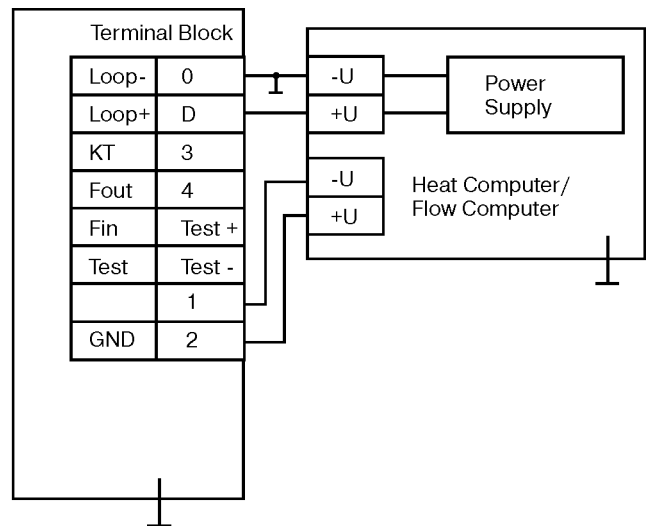 Terminal Block
Loop- 0
Loop+ D
KT 3
Fout 4
Fin Test +
Test Test -
1
GND 2
-U
+U
Power
Supply
-U
+U
Heat Computer/
Flow Computer